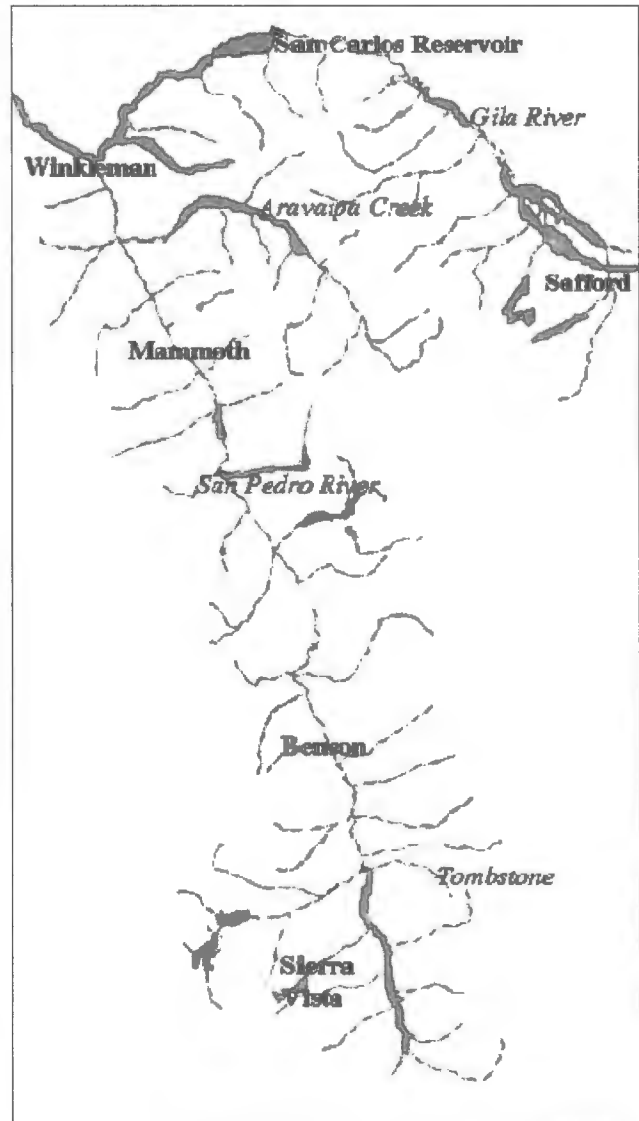 San Carlos Reservoir
Gila River
Winkleman
Aravaipa Creek
Safford
Mammoth
San Pedro River
Benson
Tombstone
Sierra
Vista